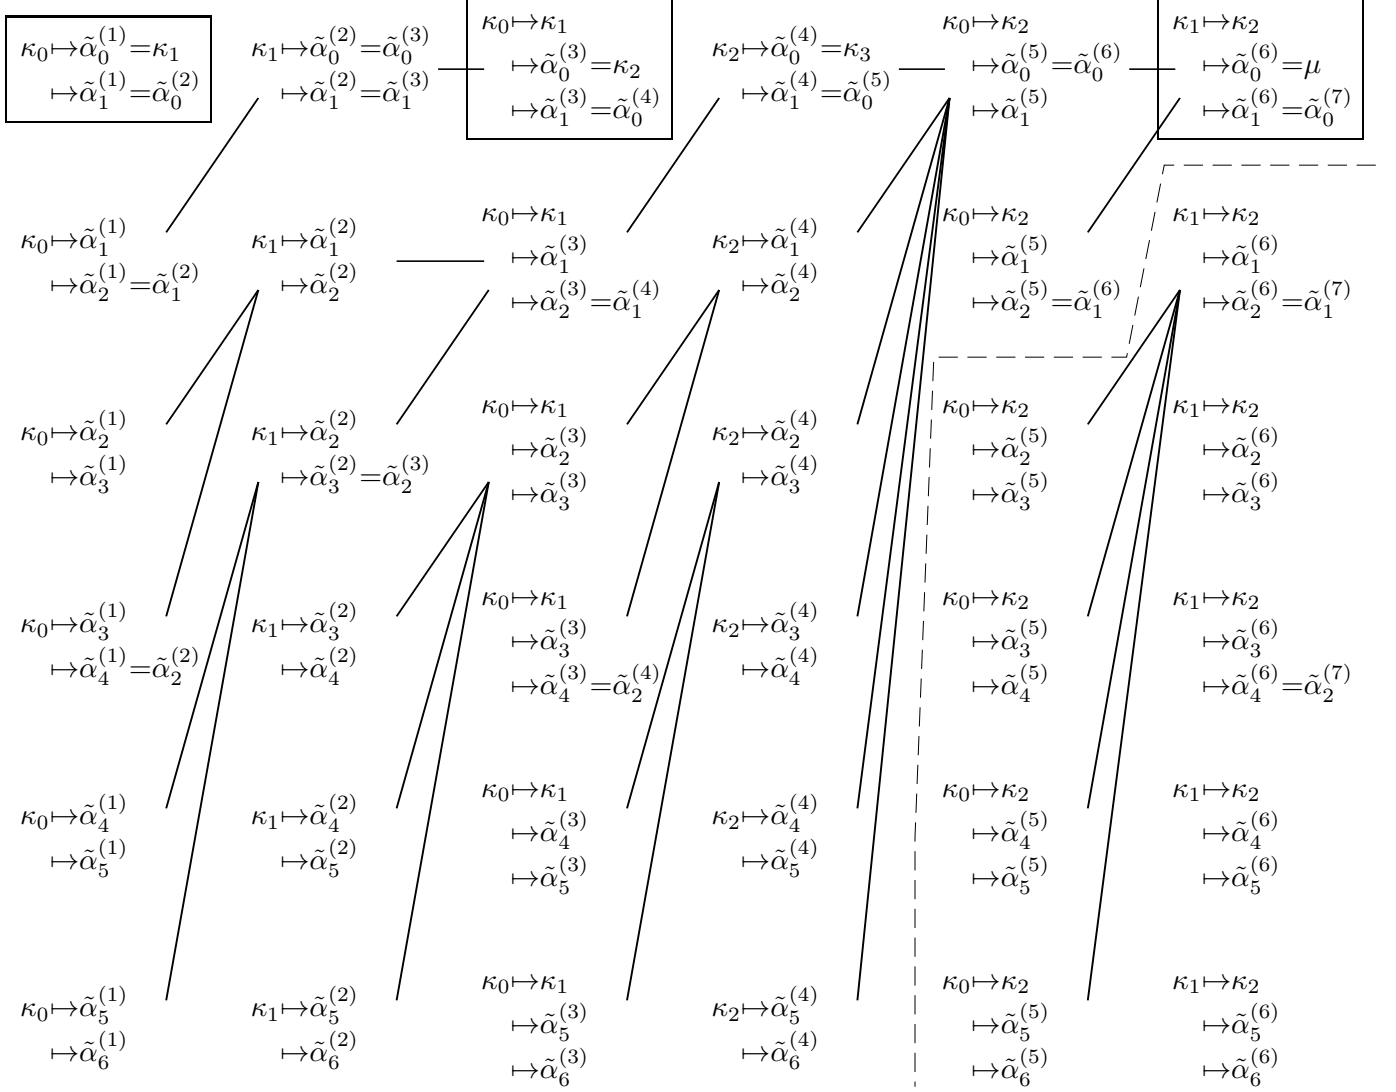 κ₀↦α̃₀⁽¹⁾=κ₁
↦α̃₁⁽¹⁾=α̃₀⁽²⁾
κ₁↦α̃₀⁽²⁾=α̃₀⁽³⁾
↦α̃₁⁽²⁾=α̃₁⁽³⁾
κ₀↦κ₁
↦α̃₀⁽³⁾=κ₂
↦α̃₁⁽³⁾=α̃₀⁽⁴⁾
κ₂↦α̃₀⁽⁴⁾=κ₃
↦α̃₁⁽⁴⁾=α̃₀⁽⁵⁾
κ₀↦κ₂
↦α̃₀⁽⁵⁾=α̃₀⁽⁶⁾
↦α̃₁⁽⁵⁾
κ₁↦κ₂
↦α̃₀⁽⁶⁾=μ
↦α̃₁⁽⁶⁾=α̃₀⁽⁷⁾
κ₀↦α̃₁⁽¹⁾
↦α̃₂⁽¹⁾=α̃₁⁽²⁾
κ₁↦α̃₁⁽²⁾
↦α̃₂⁽²⁾
κ₀↦κ₁
↦α̃₁⁽³⁾
↦α̃₂⁽³⁾=α̃₁⁽⁴⁾
κ₂↦α̃₁⁽⁴⁾
↦α̃₂⁽⁴⁾
κ₀↦κ₂
↦α̃₁⁽⁵⁾
↦α̃₂⁽⁵⁾=α̃₁⁽⁶⁾
κ₁↦κ₂
↦α̃₁⁽⁶⁾
↦α̃₂⁽⁶⁾=α̃₁⁽⁷⁾
κ₀↦α̃₂⁽¹⁾
↦α̃₃⁽¹⁾
κ₁↦α̃₂⁽²⁾
↦α̃₃⁽²⁾=α̃₂⁽³⁾
κ₀↦κ₁
↦α̃₂⁽³⁾
↦α̃₃⁽³⁾
κ₂↦α̃₂⁽⁴⁾
↦α̃₃⁽⁴⁾
κ₀↦κ₂
↦α̃₂⁽⁵⁾
↦α̃₃⁽⁵⁾
κ₁↦κ₂
↦α̃₂⁽⁶⁾
↦α̃₃⁽⁶⁾
κ₀↦α̃₃⁽¹⁾
↦α̃₄⁽¹⁾=α̃₂⁽²⁾
κ₁↦α̃₃⁽²⁾
↦α̃₄⁽²⁾
κ₀↦κ₁
↦α̃₃⁽³⁾
↦α̃₄⁽³⁾=α̃₂⁽⁴⁾
κ₂↦α̃₃⁽⁴⁾
↦α̃₄⁽⁴⁾
κ₀↦κ₂
↦α̃₃⁽⁵⁾
↦α̃₄⁽⁵⁾
κ₁↦κ₂
↦α̃₃⁽⁶⁾
↦α̃₄⁽⁶⁾=α̃₂⁽⁷⁾
κ₀↦α̃₄⁽¹⁾
↦α̃₅⁽¹⁾
κ₁↦α̃₄⁽²⁾
↦α̃₅⁽²⁾
κ₀↦κ₁
↦α̃₄⁽³⁾
↦α̃₅⁽³⁾
κ₂↦α̃₄⁽⁴⁾
↦α̃₅⁽⁴⁾
κ₀↦κ₂
↦α̃₄⁽⁵⁾
↦α̃₅⁽⁵⁾
κ₁↦κ₂
↦α̃₄⁽⁶⁾
↦α̃₅⁽⁶⁾
κ₀↦α̃₅⁽¹⁾
↦α̃₆⁽¹⁾
κ₁↦α̃₅⁽²⁾
↦α̃₆⁽²⁾
κ₀↦κ₁
↦α̃₅⁽³⁾
↦α̃₆⁽³⁾
κ₂↦α̃₅⁽⁴⁾
↦α̃₆⁽⁴⁾
κ₀↦κ₂
↦α̃₅⁽⁵⁾
↦α̃₆⁽⁵⁾
κ₁↦κ₂
↦α̃₅⁽⁶⁾
↦α̃₆⁽⁶⁾